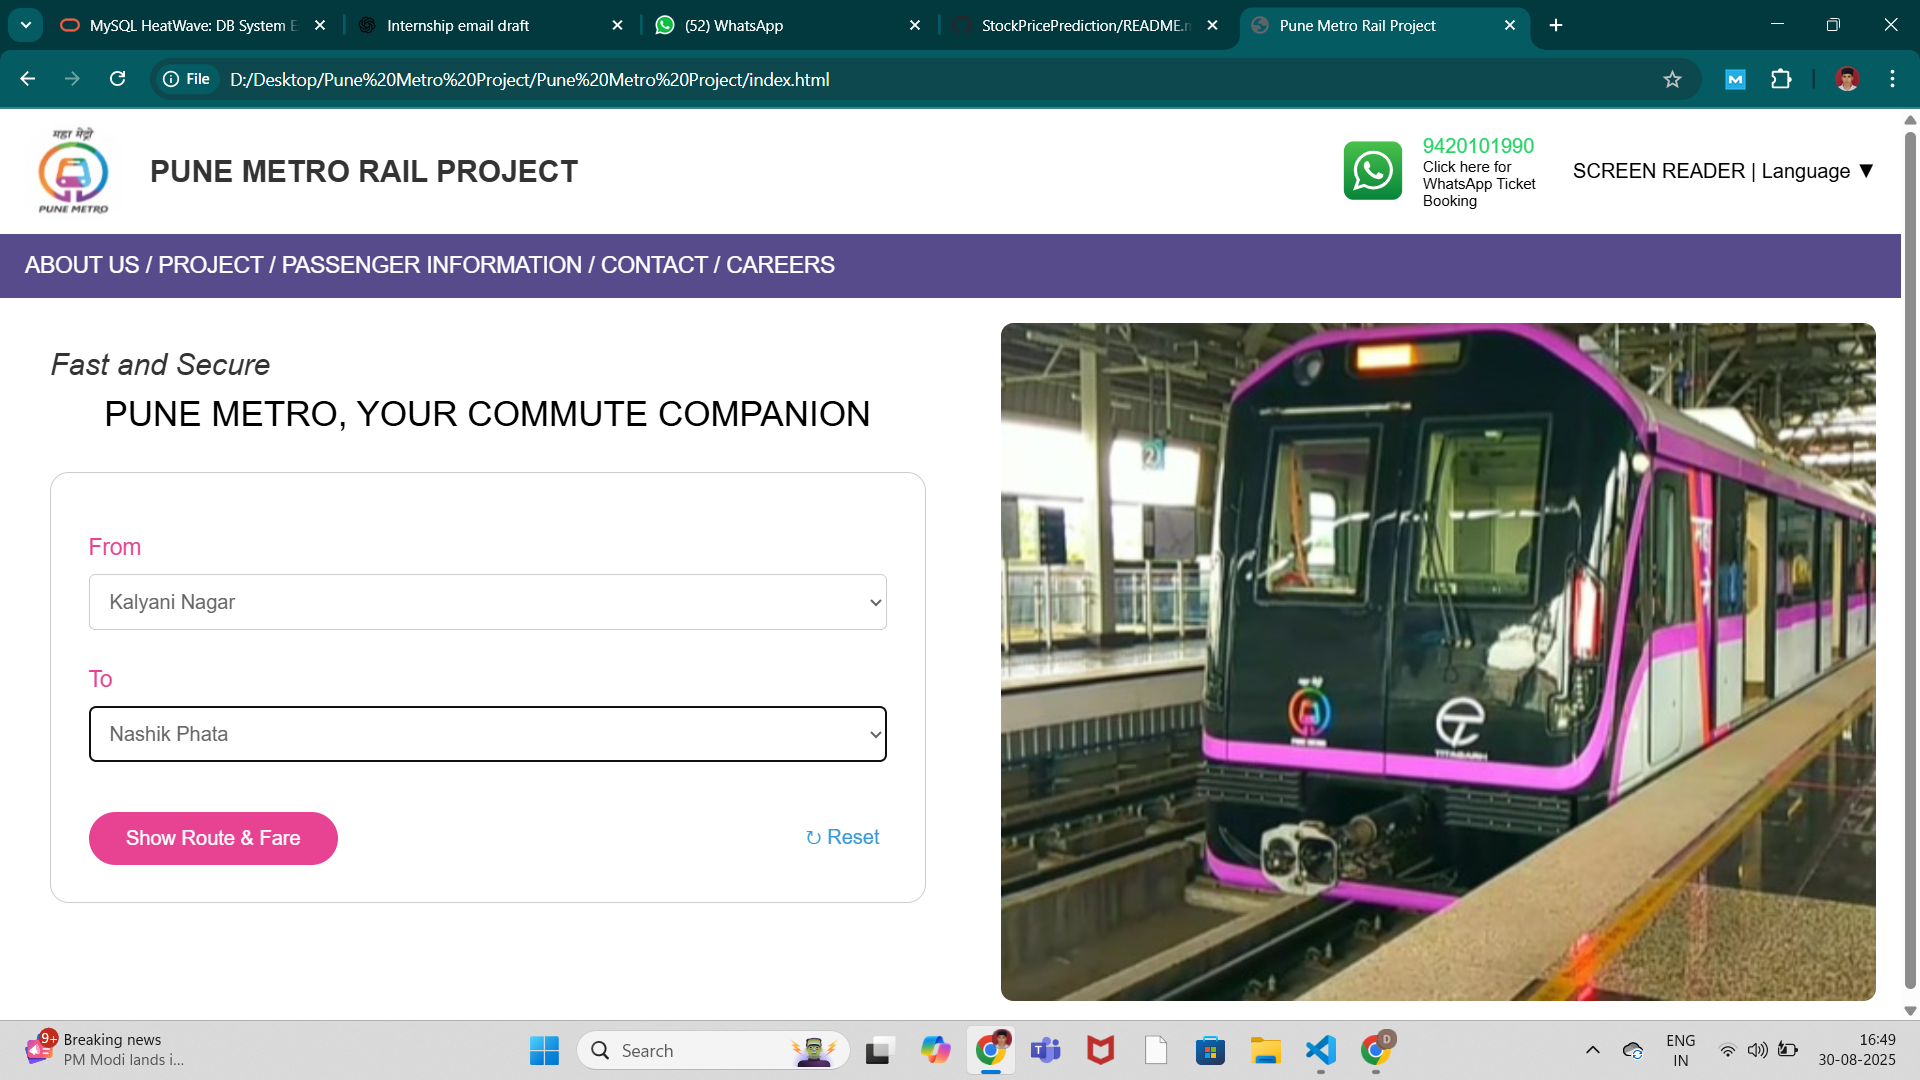 MySQL HeatWave: DB System E
Internship email draft
(52) WhatsApp
StockPricePrediction/README.m
Pune Metro Rail Project
File
D:/Desktop/Pune%20Metro%20Project/Pune%20Metro%20Project/index.html
महा मेट्रो
PUNE METRO
PUNE METRO RAIL PROJECT
9420101990
Click here for
WhatsApp Ticket
Booking
SCREEN READER | Language ▼
ABOUT US / PROJECT / PASSENGER INFORMATION / CONTACT / CAREERS
Fast and Secure
PUNE METRO, YOUR COMMUTE COMPANION
From
Kalyani Nagar
To
Nashik Phata
Show Route & Fare
↻ Reset
2
TITAGARH
9+
Breaking news
PM Modi lands i...
Search
D
ENG
IN
16:49
30-08-2025